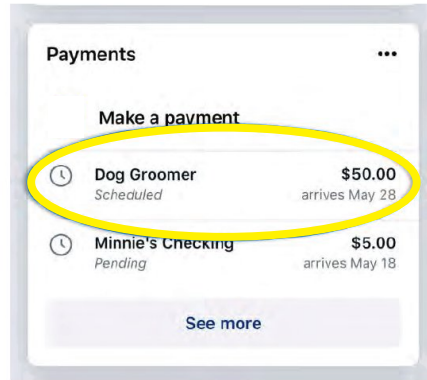 Payments
Make a payment
Dog Groomer $50.00
Scheduled arrives May 28
Minnie's Checking $5.00
Pending arrives May 18
See more